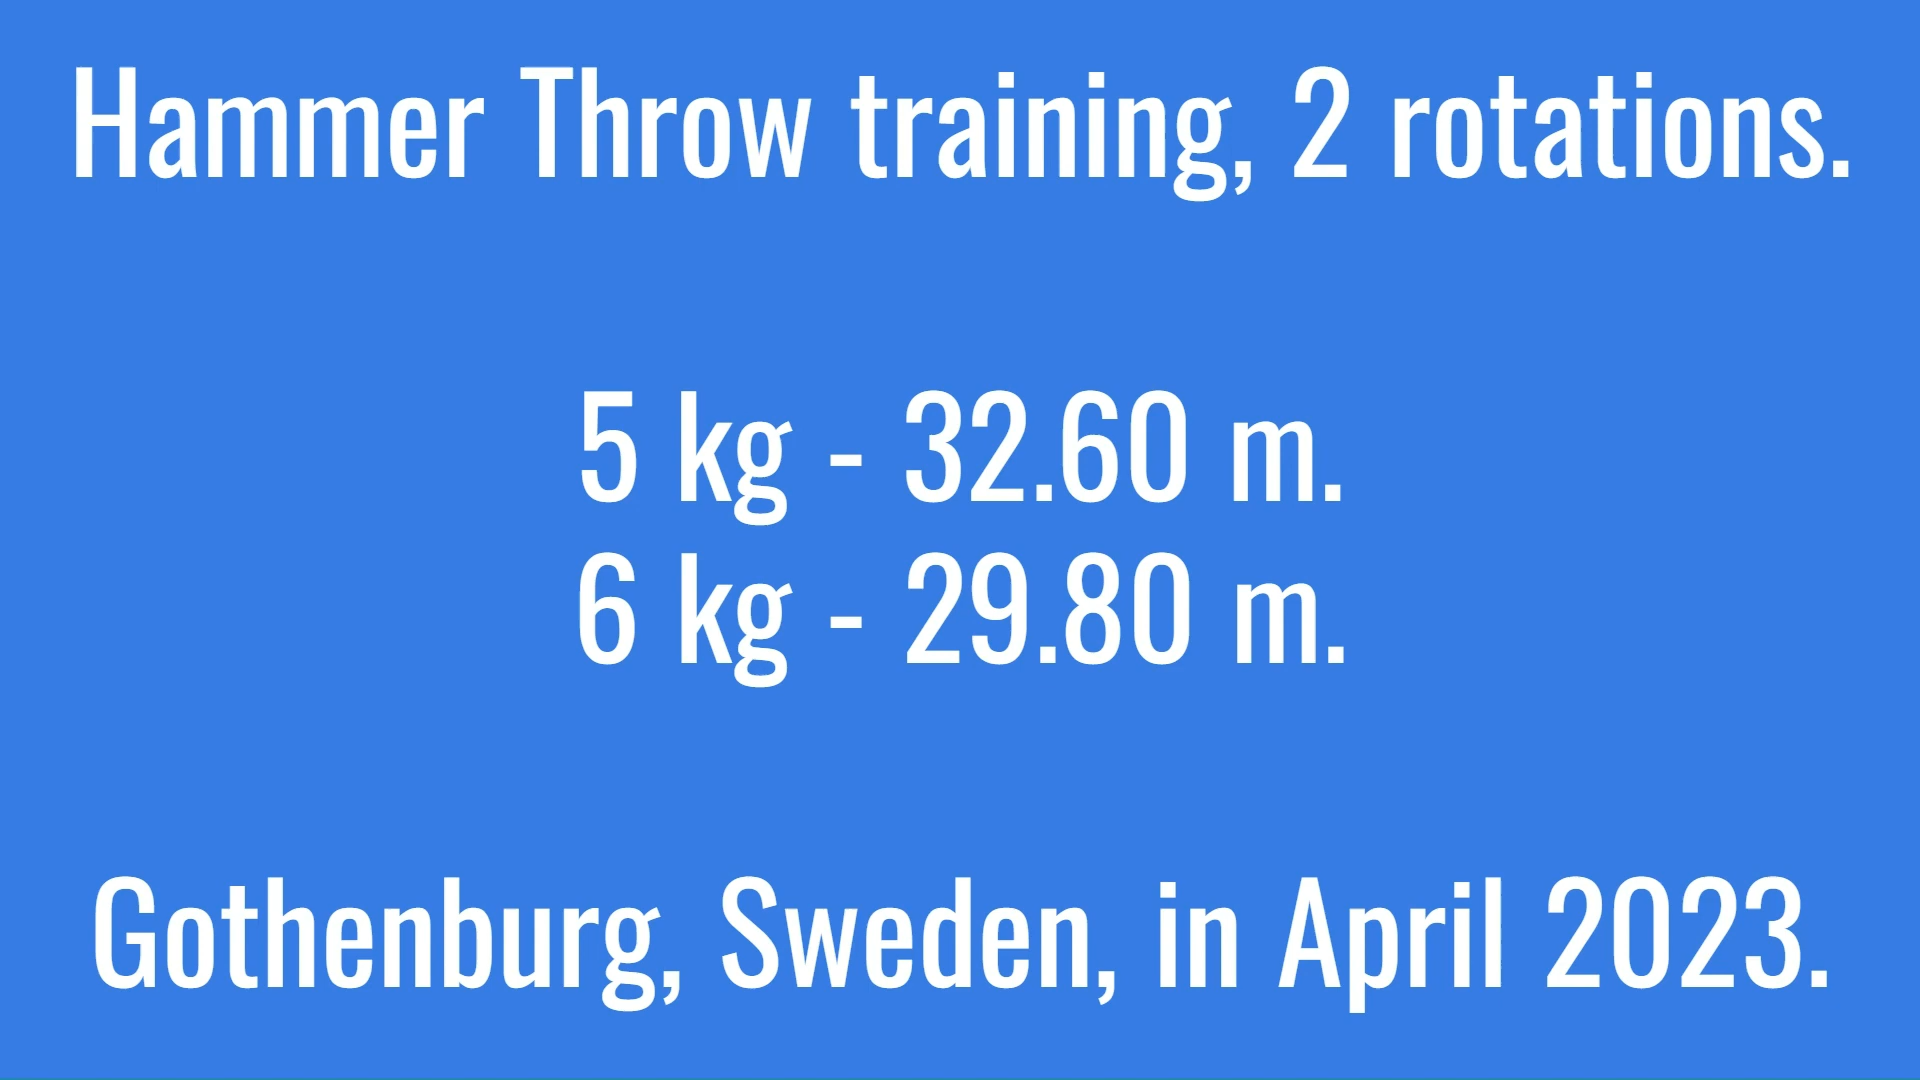 Hammer Throw training, 2 rotations.
5 kg - 32.60 m.
6 kg - 29.80 m.
Gothenburg, Sweden, in April 2023.